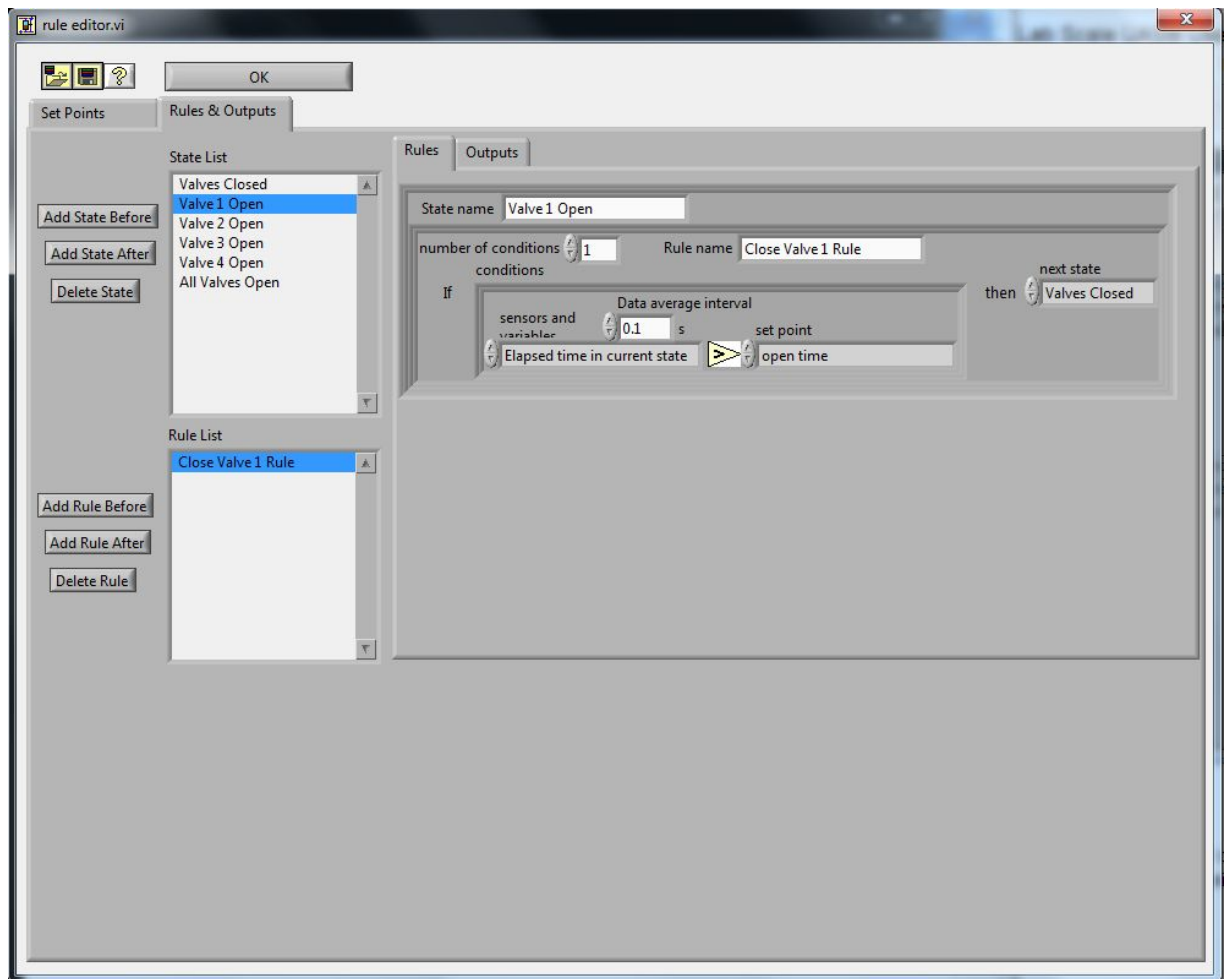 rule editor.vi
OK
Set Points
Rules & Outputs
State List
Valves Closed
Valve 1 Open
Valve 2 Open
Valve 3 Open
Valve 4 Open
All Valves Open
Add State Before
Add State After
Delete State
Rule List
Close Valve 1 Rule
Add Rule Before
Add Rule After
Delete Rule
Rules Outputs
State name Valve 1 Open
number of conditions 1 Rule name Close Valve 1 Rule
conditions
If
Data average interval
sensors and
variables
0.1 s
set point
Elapsed time in current state > open time
next state
then Valves Closed